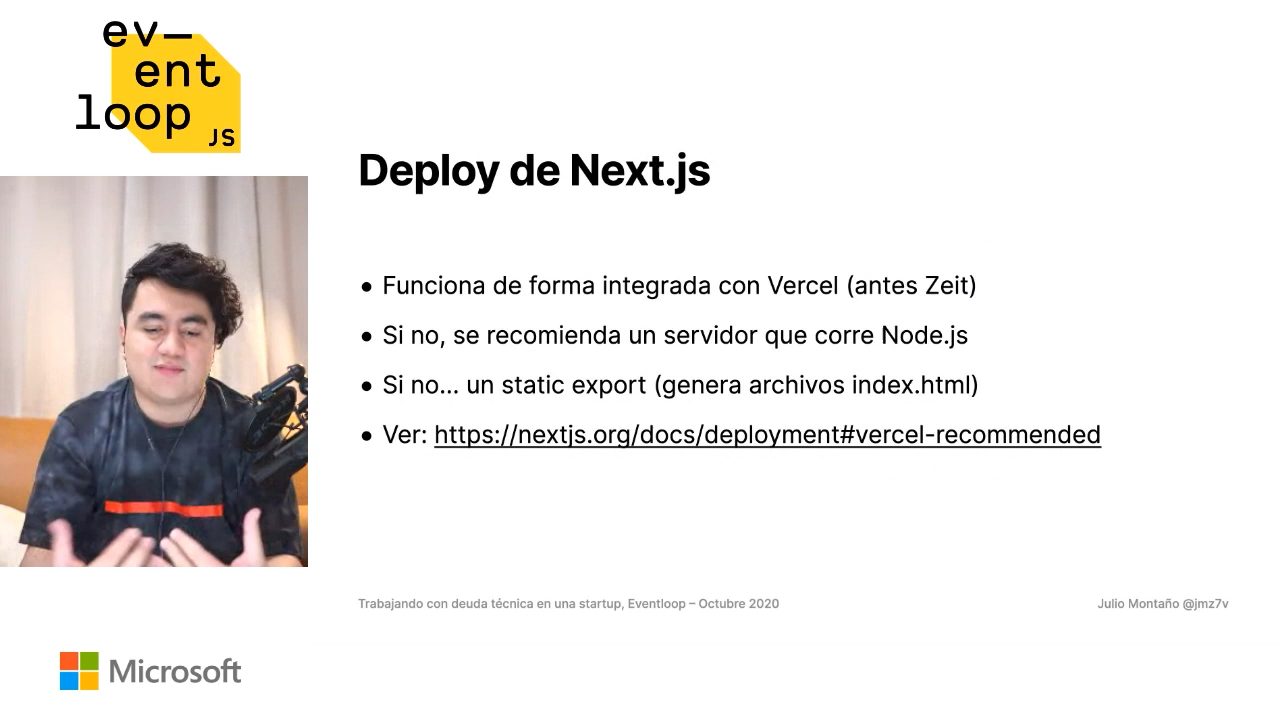 ev—
ent
loop
JS
Deploy de Next.js
• Funciona de forma integrada con Vercel (antes Zeit)
• Si no, se recomienda un servidor que corre Node.js
• Si no... un static export (genera archivos index.html)
• Ver: https://nextjs.org/docs/deployment#vercel-recommended
Trabajando con deuda técnica en una startup, Eventloop – Octubre 2020
Julio Montaño @jmz7v
Microsoft